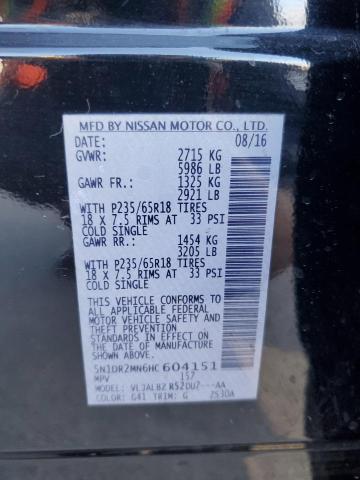 MFD BY NISSAN MOTOR CO., LTD.
DATE: 08/16
GVWR: 2715 KG
5986 LB
GAWR FR: 1325 KG
2921 LB
WITH P235/65R18 TIRES
18 X 7.5 RIMS AT 33 PSI
COLD SINGLE
GAWR RR: 1454 KG
3205 LB
WITH P235/65R18 TIRES
18 X 7.5 RIMS AT 33 PSI
COLD SINGLE
THIS VEHICLE CONFORMS TO
ALL APPLICABLE FEDERAL
MOTOR VEHICLE SAFETY
STANDARDS IN EFFECT ON
THE DATE OF MANUFACTURE
SHOWN ABOVE.
5N1DR2MN6HC604151
MPV 157
MODEL: R52DU2---AA
COLOR: G41 TRIM: G 2530A